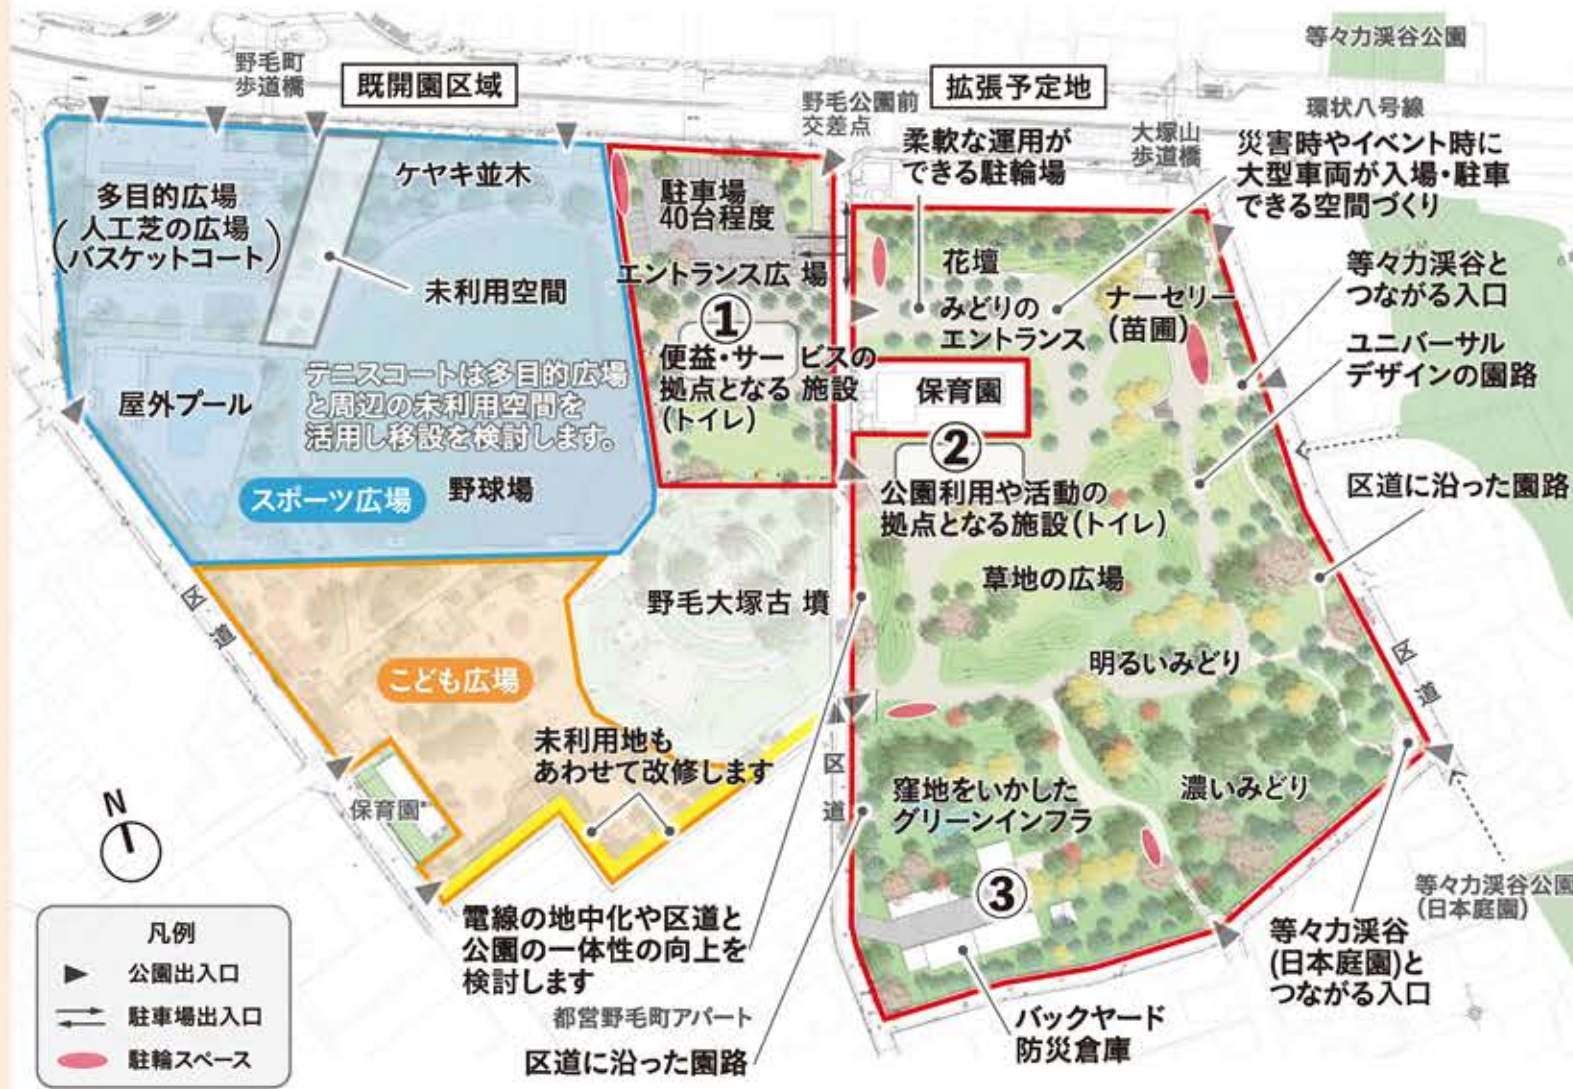 等々力渓谷公園
野毛町
歩道橋
既開園区域
野毛公園前
交差点
拡張予定地
大塚山
歩道橋
環状八号線
柔軟な運用が
できる駐輪場
災害時やイベント時に
大型車両が入場・駐車
できる空間づくり
ケヤキ並木
多目的広場
(人工芝の広場
バスケットコート)
駐車場
40台程度
未利用空間
エントランス広場
花壇
みどりの
エントランス
ナーセリー
(苗圃)
等々力渓谷と
つながる入口
①
便益・サービスの
拠点となる施設
(トイレ)
ユニバーサル
デザインの園路
テニスコートは多目的広場
と周辺の未利用空間を
活用し移設を検討します。
屋外プール
保育園
スポーツ広場
野球場
②
公園利用や活動の
拠点となる施設(トイレ)
区道に沿った園路
草地の広場
野毛大塚古墳
区道
こども広場
明るいみどり
区道
未利用地も
あわせて改修します
区道
保育園
窪地をいかした
グリーンインフラ
濃いみどり
N
③
等々力渓谷公園
(日本庭園)
電線の地中化や区道と
公園の一体性の向上を
検討します
等々力渓谷
(日本庭園)と
つながる入口
都営野毛町アパート
区道に沿った園路
バックヤード
防災倉庫
凡例
公園出入口
駐車場出入口
駐輪スペース